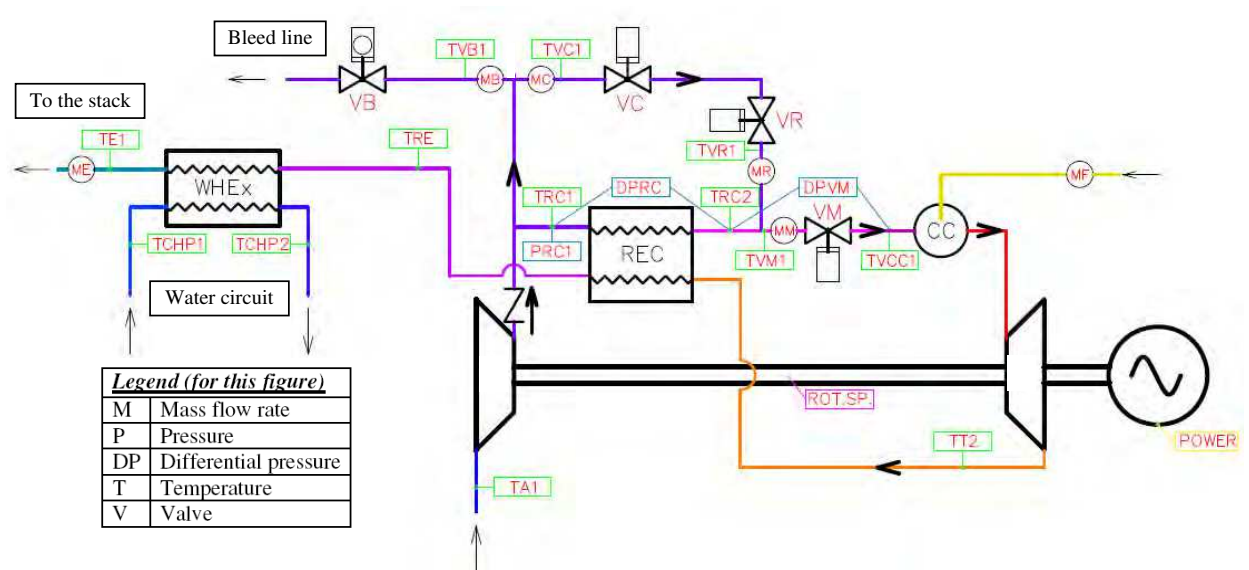 Bleed line
TVB1
TVC1
MB
MC
VB
VC
To the stack
TE1
TRE
VR
TVR1
ME
WHEx
TRC1
DPRC
TRC2
MR
DPVM
MF
VM
MM
CC
TCHP1
TCHP2
PRC1
REC
TVM1
TVCC1
Water circuit
Legend (for this figure)
M Mass flow rate
P Pressure
DP Differential pressure
T Temperature
V Valve
ROT.SP.
TT2
POWER
TA1